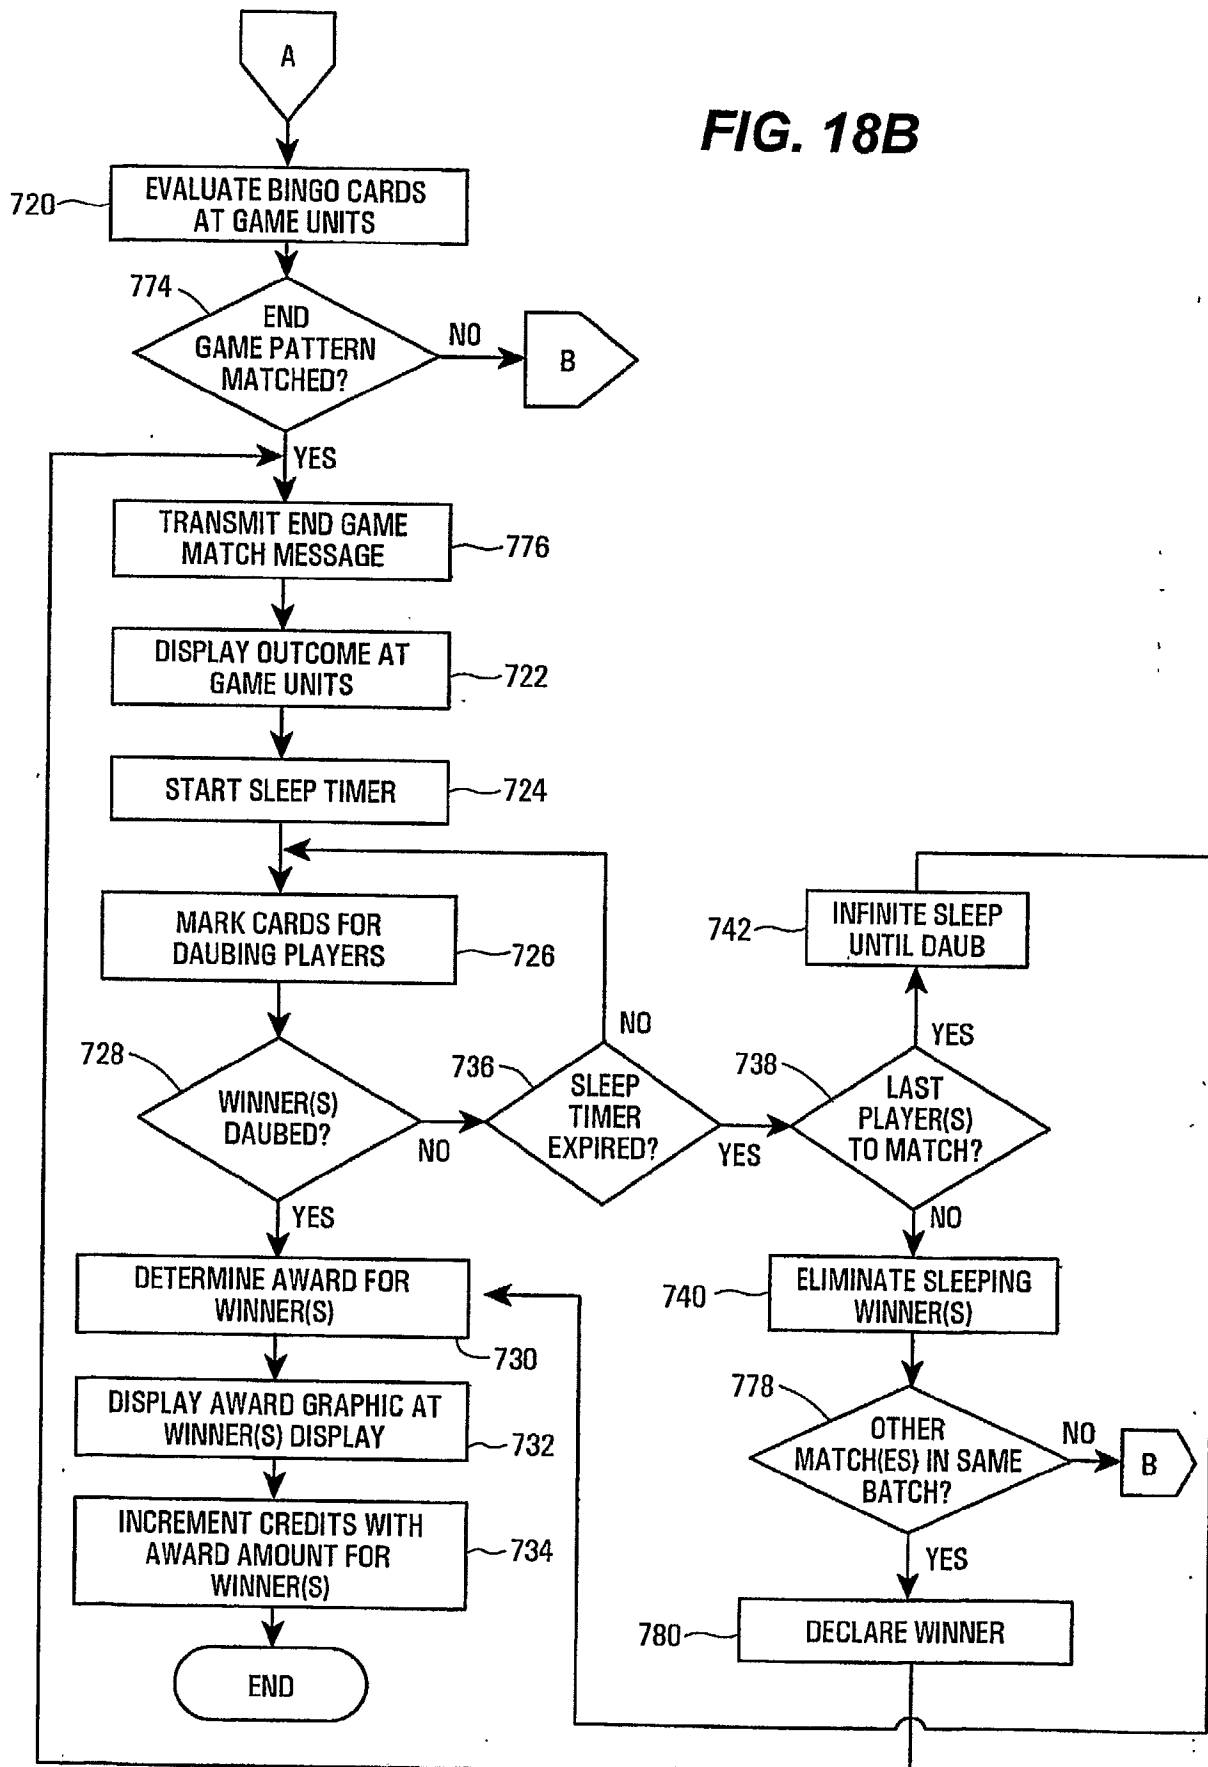 A
FIG. 18B
720
EVALUATE BINGO CARDS
AT GAME UNITS
774
END
GAME PATTERN
MATCHED?
NO
B
YES
TRANSMIT END GAME
MATCH MESSAGE
776
DISPLAY OUTCOME AT
GAME UNITS
722
START SLEEP TIMER
724
MARK CARDS FOR
DAUBING PLAYERS
726
742
INFINITE SLEEP
UNTIL DAUB
728
WINNER(S)
DAUBED?
NO
736
SLEEP
TIMER
EXPIRED?
NO
YES
738
LAST
PLAYER(S)
TO MATCH?
YES
NO
YES
DETERMINE AWARD FOR
WINNER(S)
730
740
ELIMINATE SLEEPING
WINNER(S)
DISPLAY AWARD GRAPHIC AT
WINNER(S) DISPLAY
732
778
OTHER
MATCH(ES) IN SAME
BATCH?
NO
B
YES
INCREMENT CREDITS WITH
AWARD AMOUNT FOR
WINNER(S)
734
780
DECLARE WINNER
END